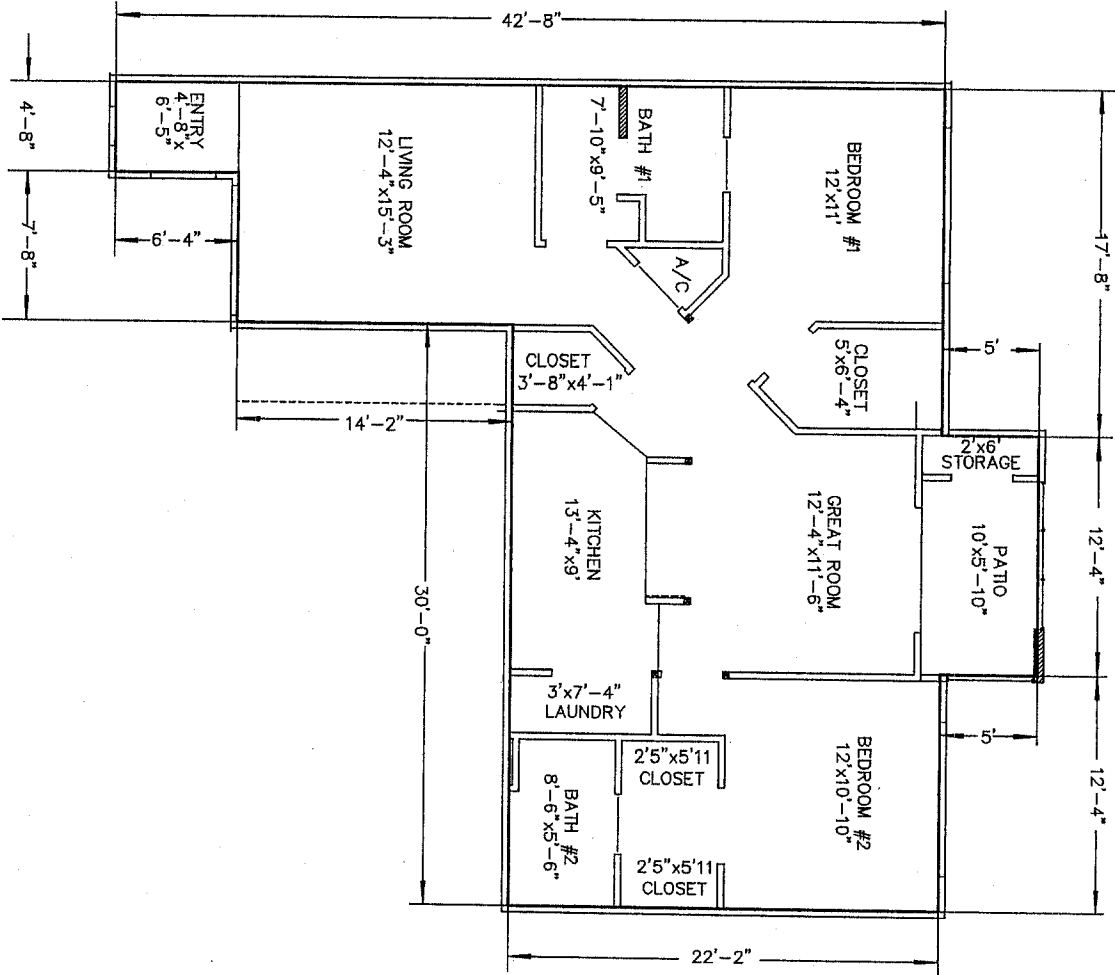 42'-8"
4'-8"
7'-8"
ENTRY
4'-8"x
6'-5"
6'-4"
LIVING ROOM
12'-4"x15'-3"
BATH #1
7'-10"x9'-5"
A/C
BEDROOM #1
12'x11'
17'-8"
5'
CLOSET
5'x6'-4"
CLOSET
3'-8"x4'-1"
14'-2"
2'x6'
STORAGE
12'-4"
PATIO
10'x5'-10"
GREAT ROOM
12'-4"x11'-6"
KITCHEN
13'-4"x9'
30'-0"
3'x7'-4"
LAUNDRY
5'
12'-4"
BEDROOM #2
12'x10'-10"
2'5"x5'11
CLOSET
BATH #2
8'-6"x5'-6"
2'5"x5'11
CLOSET
22'-2"